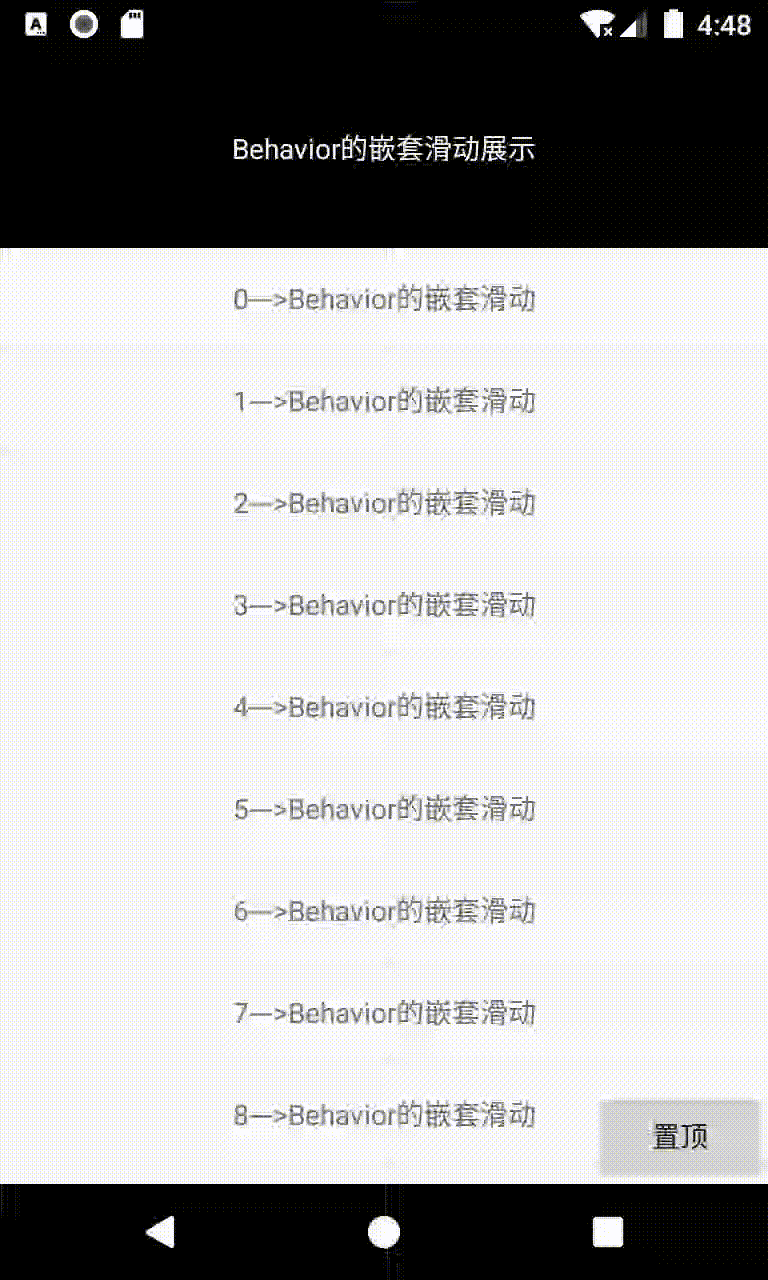 4:48
Behavior的嵌套滑动展示
0—>Behavior的嵌套滑动
1—>Behavior的嵌套滑动
2—>Behavior的嵌套滑动
3—>Behavior的嵌套滑动
4—>Behavior的嵌套滑动
5—>Behavior的嵌套滑动
6—>Behavior的嵌套滑动
7—>Behavior的嵌套滑动
8—>Behavior的嵌套滑动
置顶